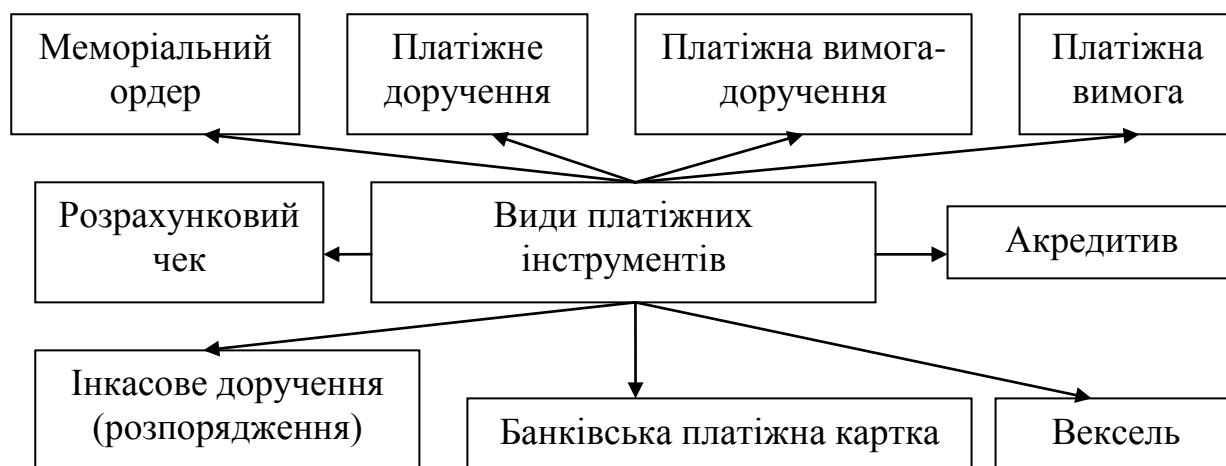 Меморіальний
ордер
Платіжне
доручення
Платіжна вимога-
доручення
Платіжна
вимога
Розрахунковий
чек
Види платіжних
інструментів
Акредитив
Інкасове доручення
(розпорядження)
Банківська платіжна картка
Вексель